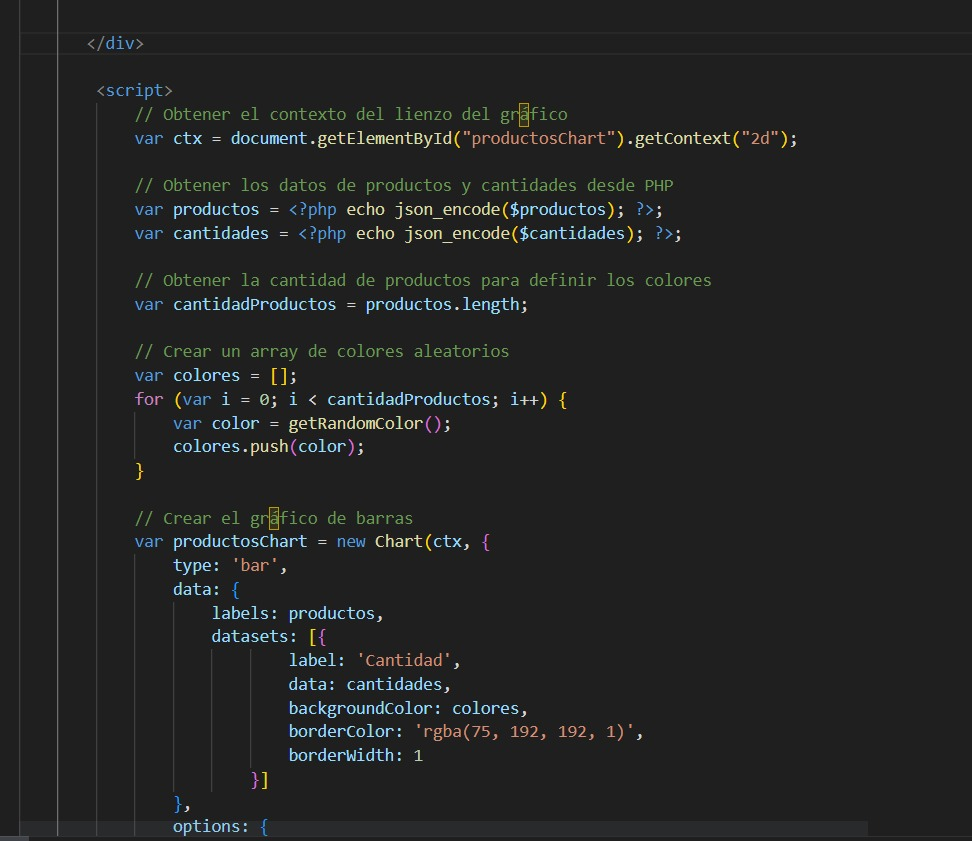 </div>
<script>
// Obtener el contexto del lienzo del gráfico
var ctx = document.getElementById("productosChart").getContext("2d");
// Obtener los datos de productos y cantidades desde PHP
var productos = <?php echo json_encode($productos); ?>;
var cantidades = <?php echo json_encode($cantidades); ?>;
// Obtener la cantidad de productos para definir los colores
var cantidadProductos = productos.length;
// Crear un array de colores aleatorios
var colores = [];
for (var i = 0; i < cantidadProductos; i++) {
var color = getRandomColor();
colores.push(color);
}
// Crear el gráfico de barras
var productosChart = new Chart(ctx, {
type: 'bar',
data: {
labels: productos,
datasets: [{
label: 'Cantidad',
data: cantidades,
backgroundColor: colores,
borderColor: 'rgba(75, 192, 192, 1)',
borderWidth: 1
}]
},
options: {